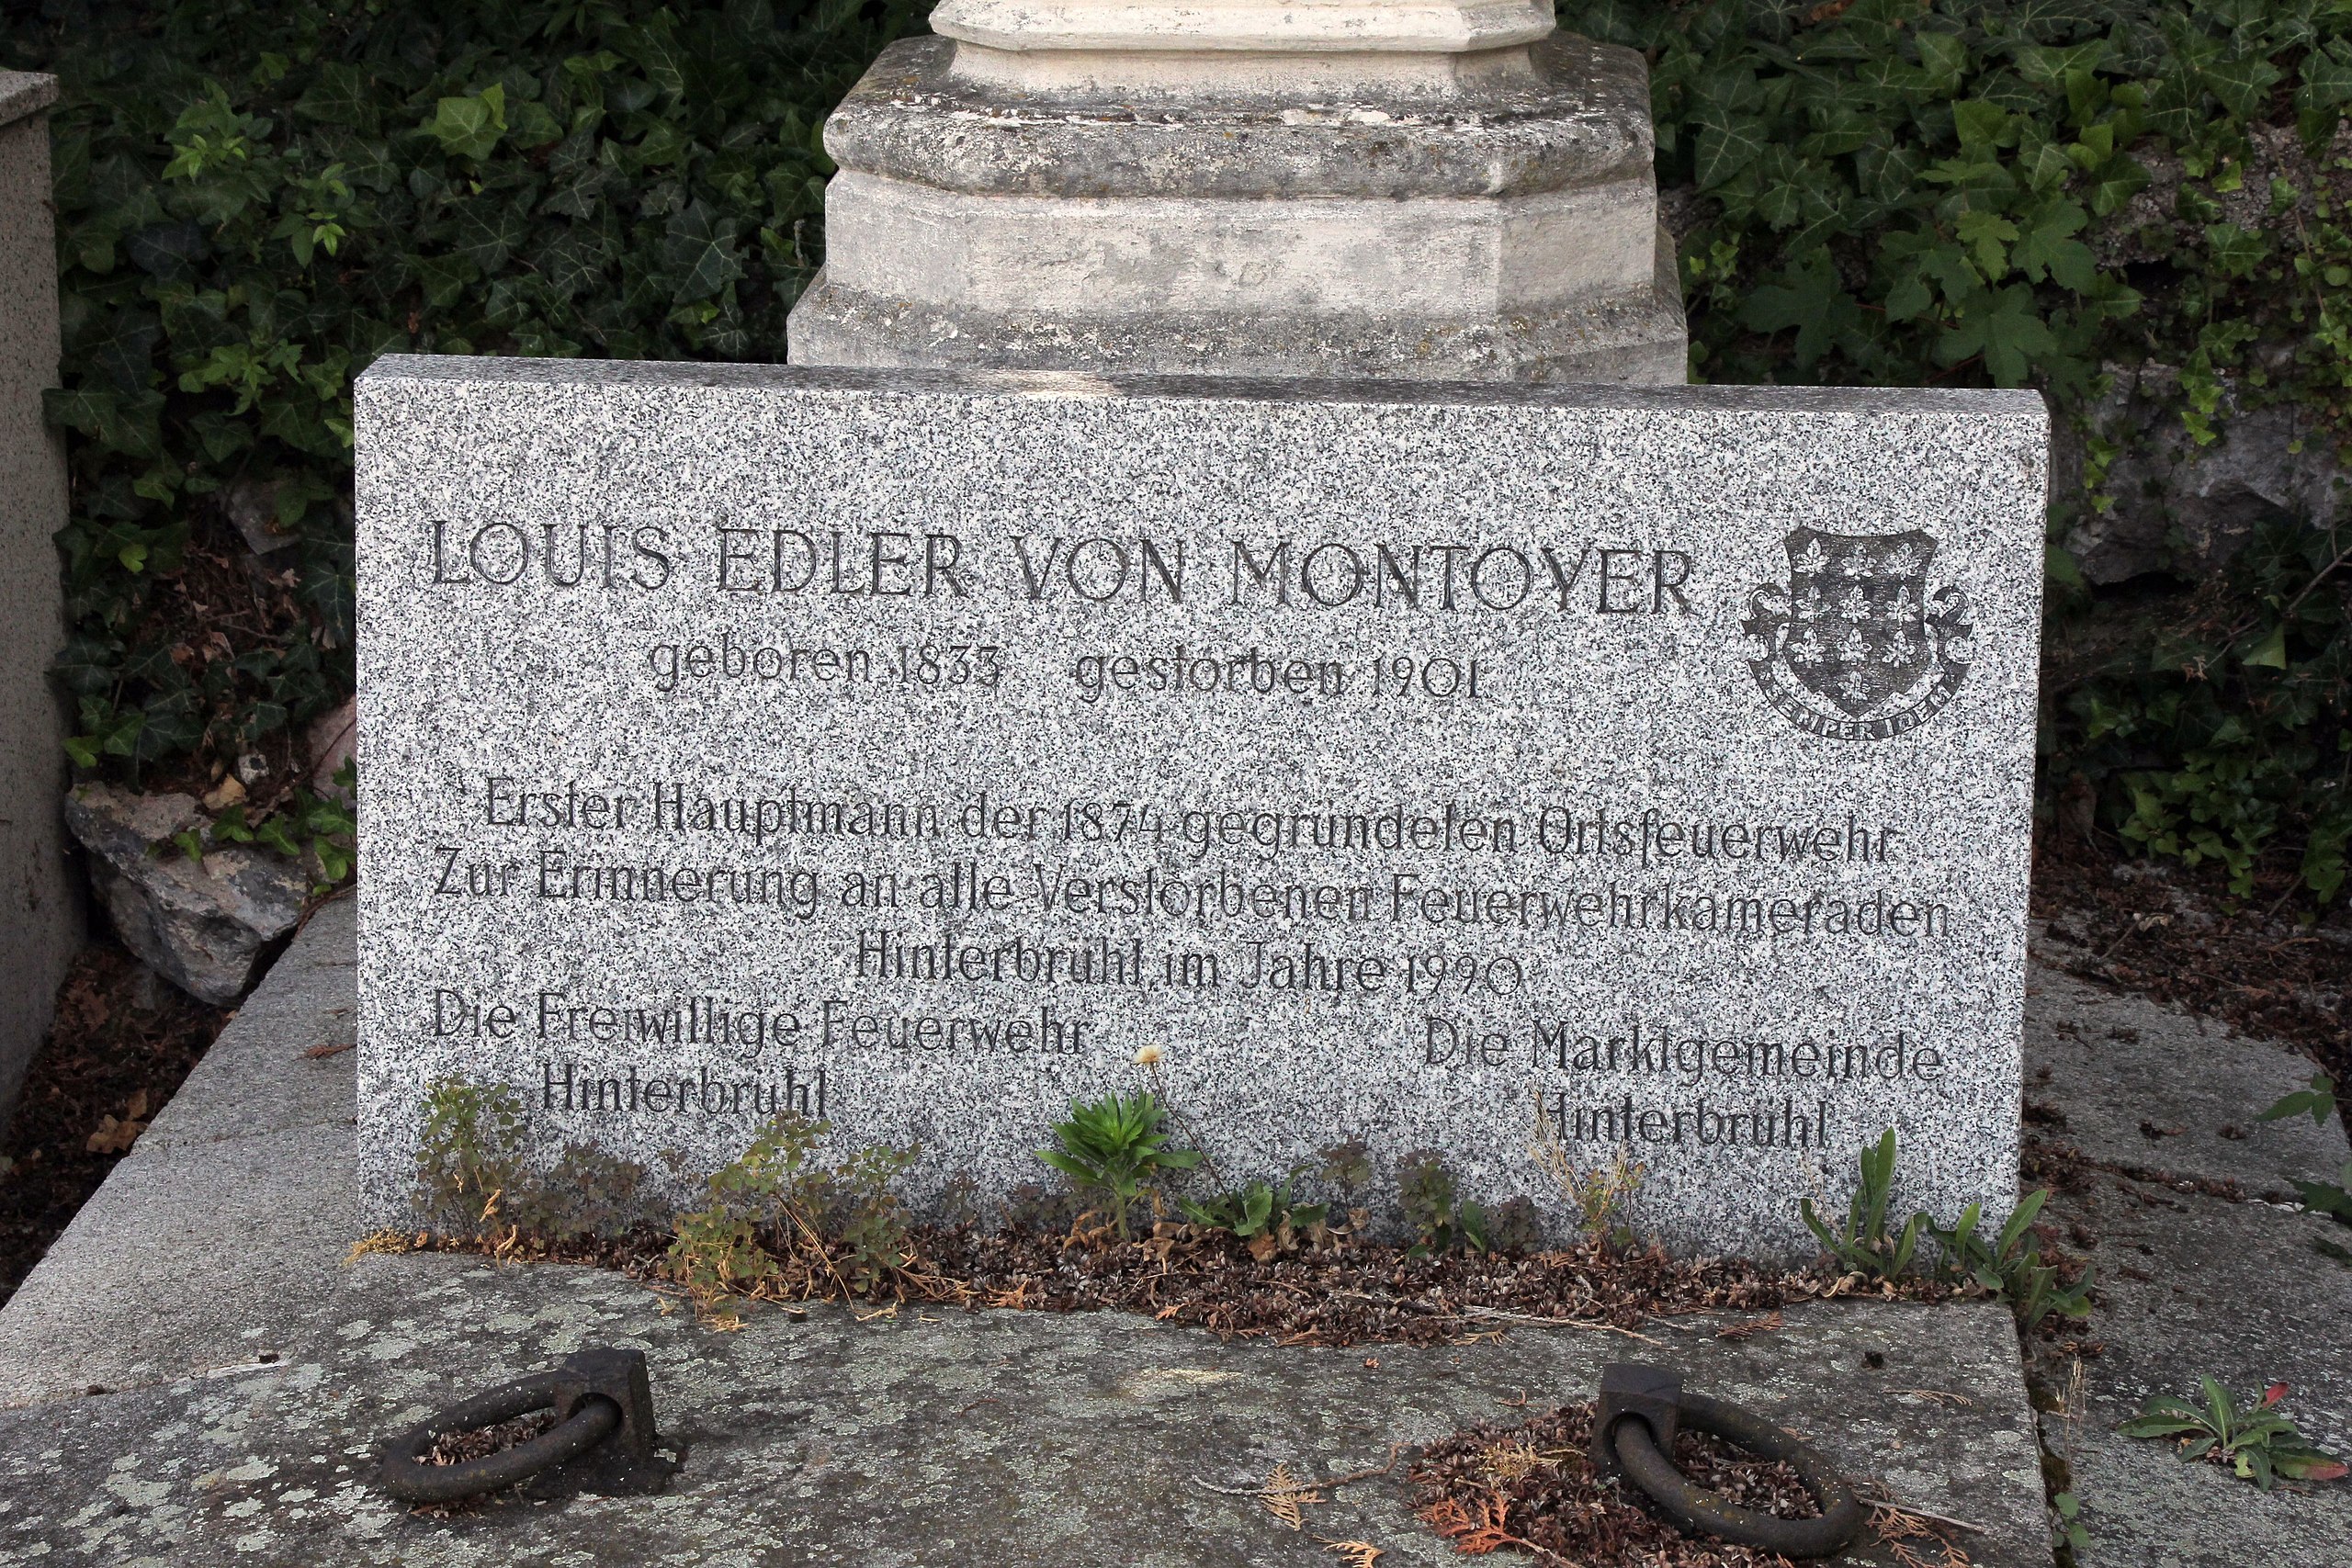 LOUIS EDLER VON MONTOYER
geboren 1833 gestorben 1901
SEMPER IDEM
Erster Hauptmann der 1874 gegründeten Ortsfeuerwehr
Zur Erinnerung an alle Verstorbenen Feuerwehrkameraden
Hinterbrühl im Jahre 1990
Die Freiwillige Feuerwehr
Hinterbrühl
Die Marktgemeinde
Hinterbrühl